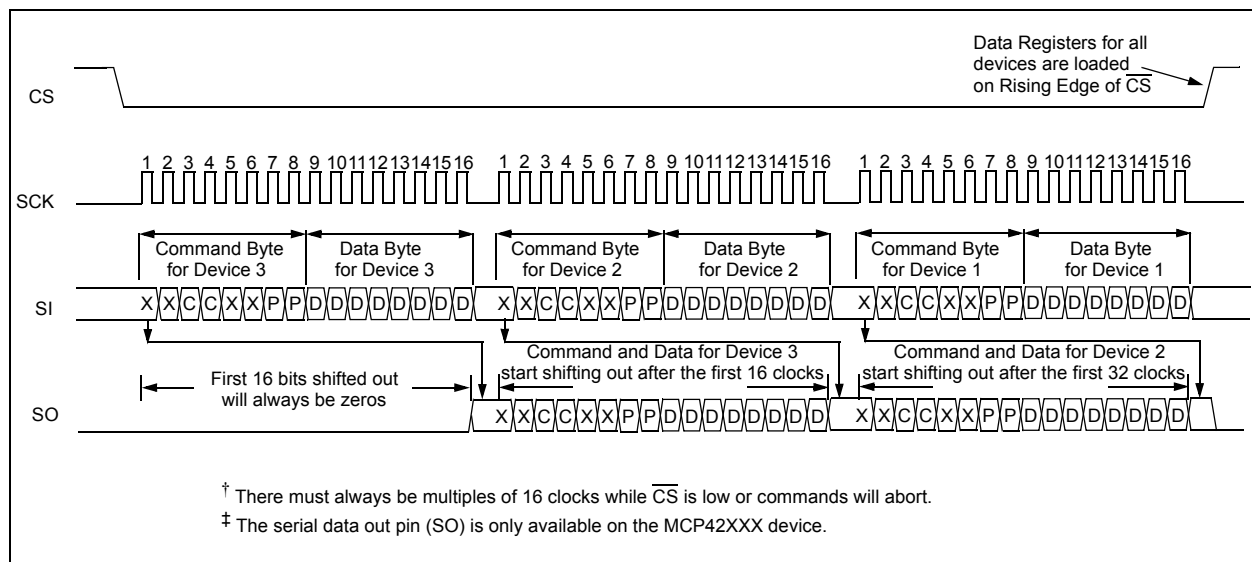 Data Registers for all
devices are loaded
on Rising Edge of CS
CS
1 2 3 4 5 6 7 8 9 10 11 12 13 14 15 16 1 2 3 4 5 6 7 8 9 10 11 12 13 14 15 16 1 2 3 4 5 6 7 8 9 10 11 12 13 14 15 16
SCK
Command Byte
for Device 3
Data Byte
for Device 3
Command Byte
for Device 2
Data Byte
for Device 2
Command Byte
for Device 1
Data Byte
for Device 1
SI
X X C C X X P P D D D D D D D D X X C C X X P P D D D D D D D D X X C C X X P P D D D D D D D D
First 16 bits shifted out
will always be zeros
Command and Data for Device 3
start shifting out after the first 16 clocks
Command and Data for Device 2
start shifting out after the first 32 clocks
SO
X X C C X X P P D D D D D D D D X X C C X X P P D D D D D D D D
† There must always be multiples of 16 clocks while CS is low or commands will abort.
‡ The serial data out pin (SO) is only available on the MCP42XXX device.